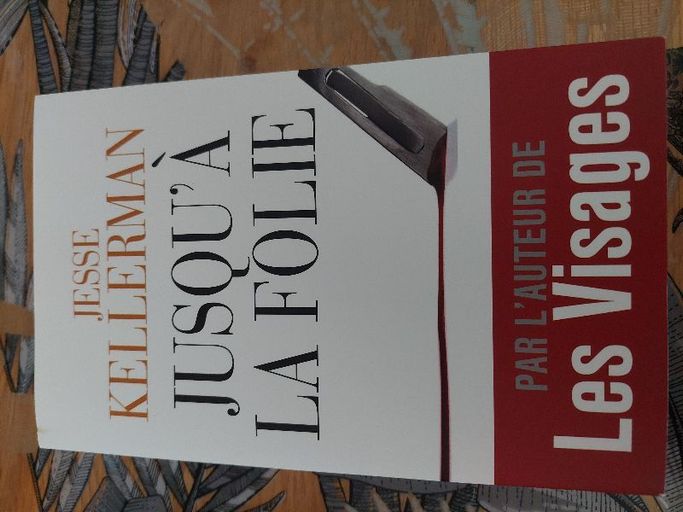 JESSE
KELLERMAN
JUSQU'À
LA FOLIE
PAR L'AUTEUR DE
Les Visages